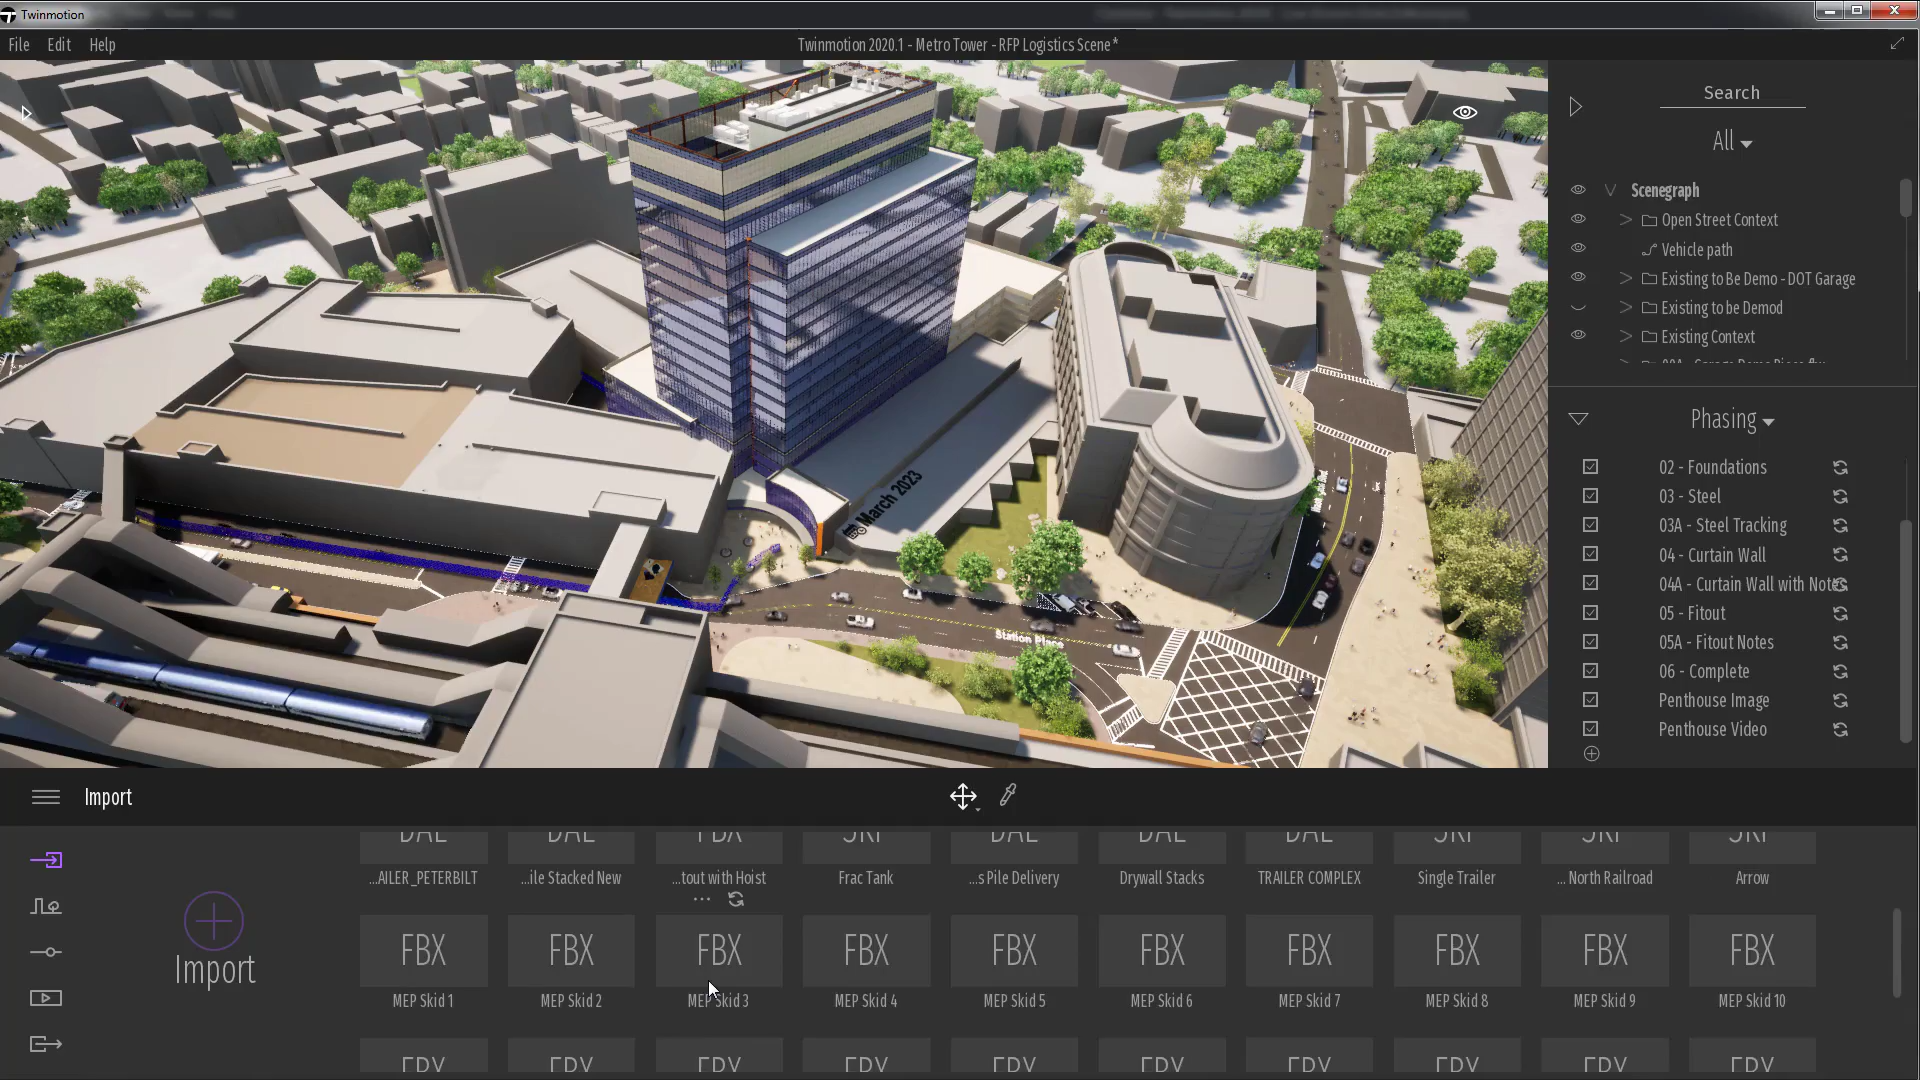 Twinmotion
File Edit Help
Twinmotion 2020.1 - Metro Tower - RFP Logistics Scene*
Search
All
Scenegraph
Open Street Context
Vehicle path
Existing to Be Demo - DOT Garage
Existing to be Demod
Existing Context
Phasing
02 - Foundations
03 - Steel
03A - Steel Tracking
04 - Curtain Wall
04A - Curtain Wall with Notes
05 - Fitout
05A - Fitout Notes
06 - Complete
Penthouse Image
Penthouse Video
March 2023
Station Place
Import
Import
...AILER_PETERBILT ...ile Stacked New ...tout with Hoist Frac Tank ...s Pile Delivery Drywall Stacks TRAILER COMPLEX Single Trailer ... North Railroad Arrow
FBX FBX FBX FBX FBX FBX FBX FBX FBX FBX
MEP Skid 1 MEP Skid 2 MEP Skid 3 MEP Skid 4 MEP Skid 5 MEP Skid 6 MEP Skid 7 MEP Skid 8 MEP Skid 9 MEP Skid 10